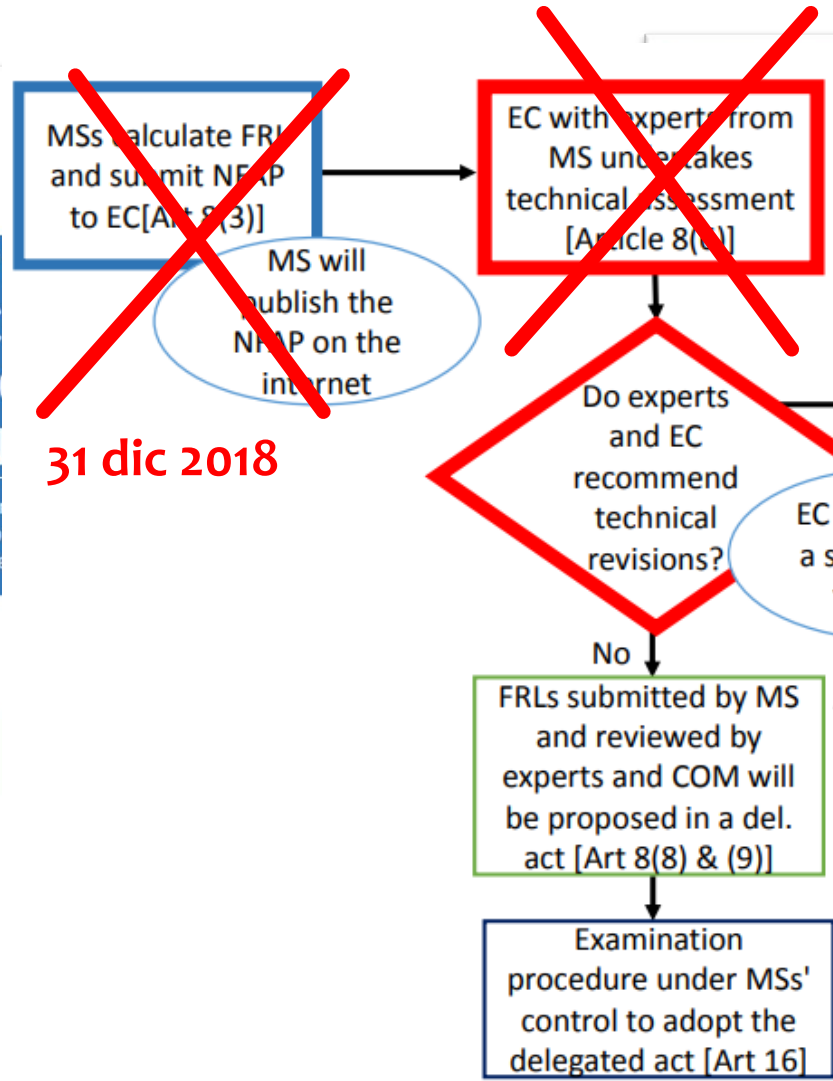 MSs calculate FRL
and submit NFAP
to EC[Art 8(3)]
MS will
publish the
NFAP on the
internet
31 dic 2018
EC with experts from
MS undertakes
technical assessment
[Article 8(6)]
Do experts
and EC
recommend
technical
revisions?
EC
a s
No
FRLs submitted by MS
and reviewed by
experts and COM will
be proposed in a del.
act [Art 8(8) & (9)]
Examination
procedure under MSs'
control to adopt the
delegated act [Art 16]